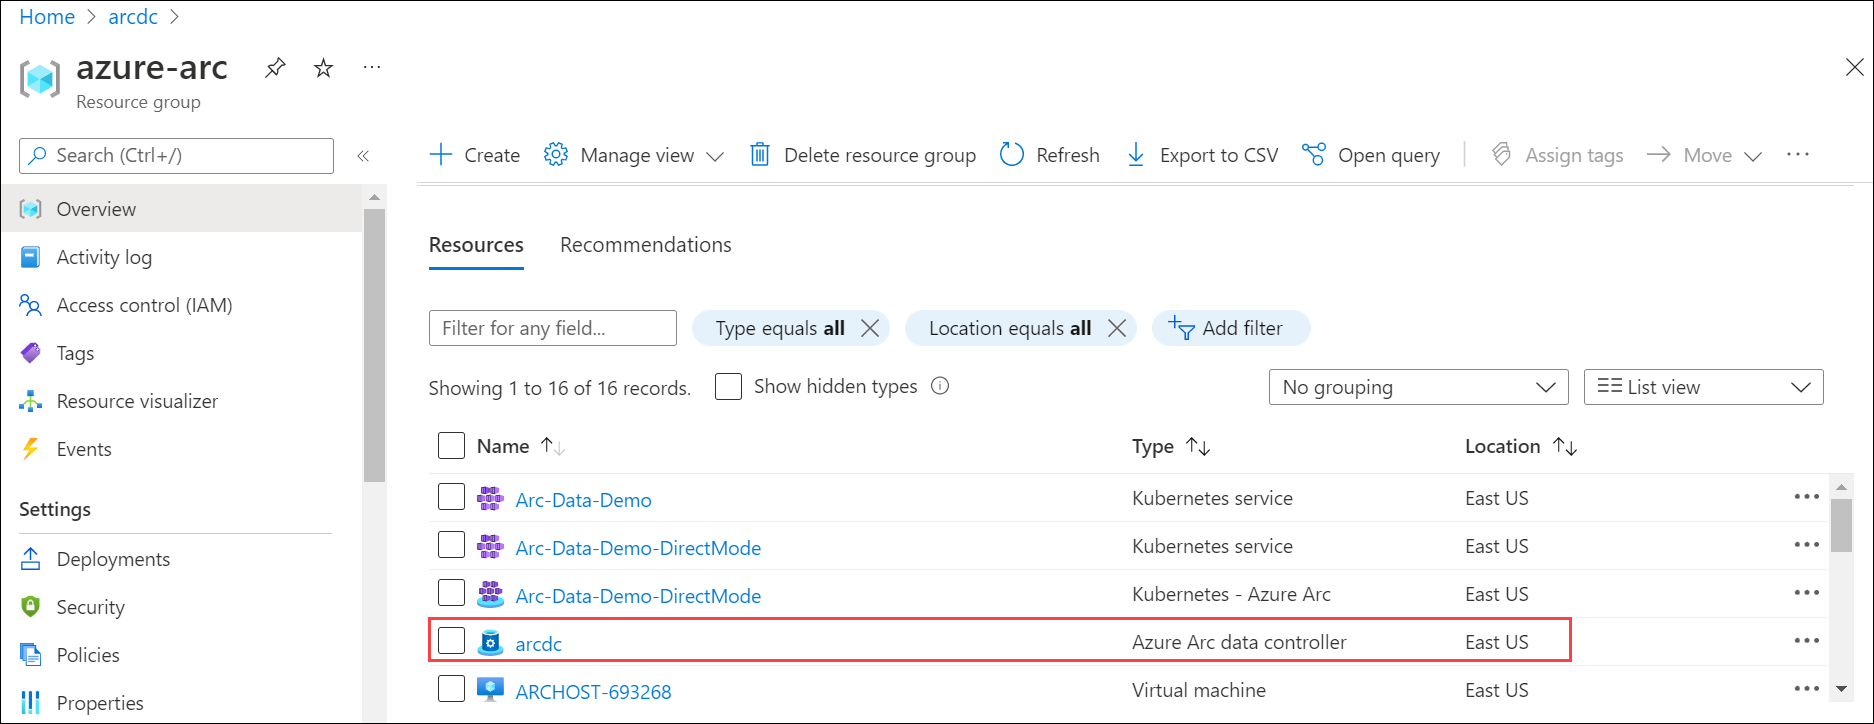 Home > arcdc >
azure-arc
Resource group
Search (Ctrl+/)
Overview
Activity log
Access control (IAM)
Tags
Resource visualizer
Events
Settings
Deployments
Security
Policies
Properties
Create Manage view Delete resource group Refresh Export to CSV Open query Assign tags Move
Resources Recommendations
Filter for any field... Type equals all Location equals all Add filter
Showing 1 to 16 of 16 records. Show hidden types No grouping List view
Name Type Location
Arc-Data-Demo Kubernetes service East US
Arc-Data-Demo-DirectMode Kubernetes service East US
Arc-Data-Demo-DirectMode Kubernetes - Azure Arc East US
arcdc Azure Arc data controller East US
ARCHOST-693268 Virtual machine East US